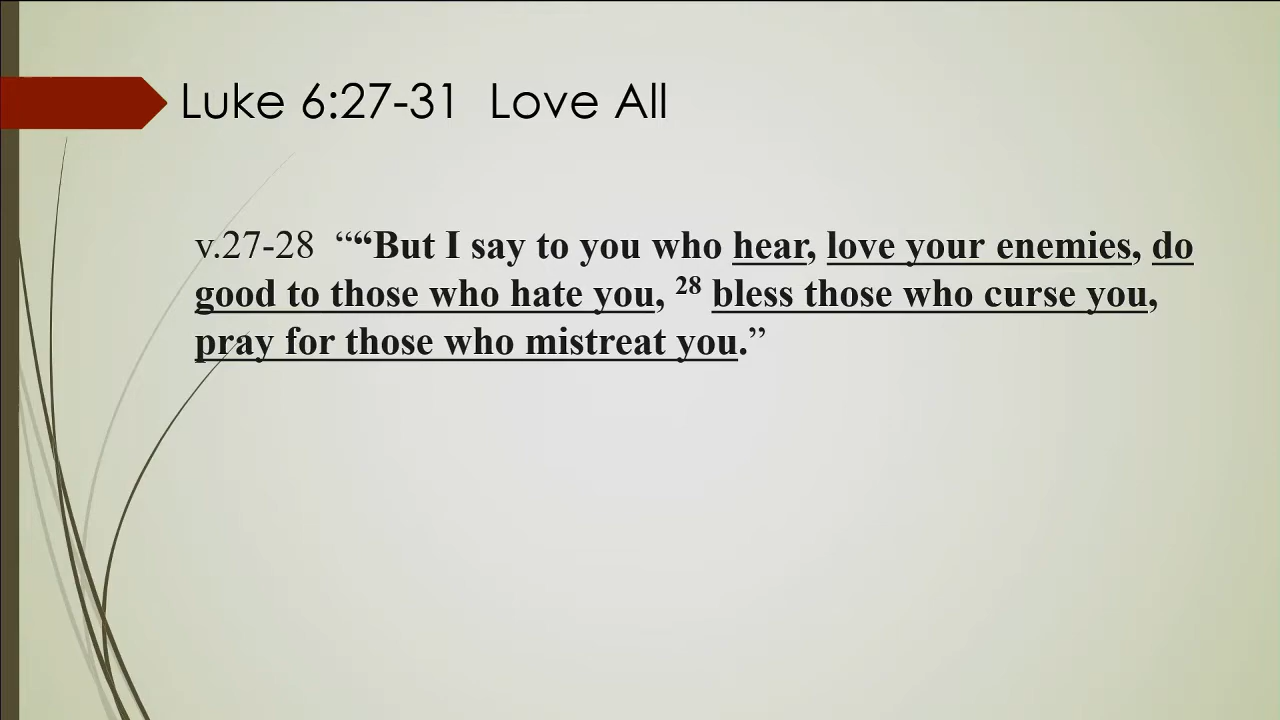 Luke 6:27-31  Love All
v.27-28  ““But I say to you who hear, love your enemies, do
good to those who hate you, 28 bless those who curse you,
pray for those who mistreat you.”